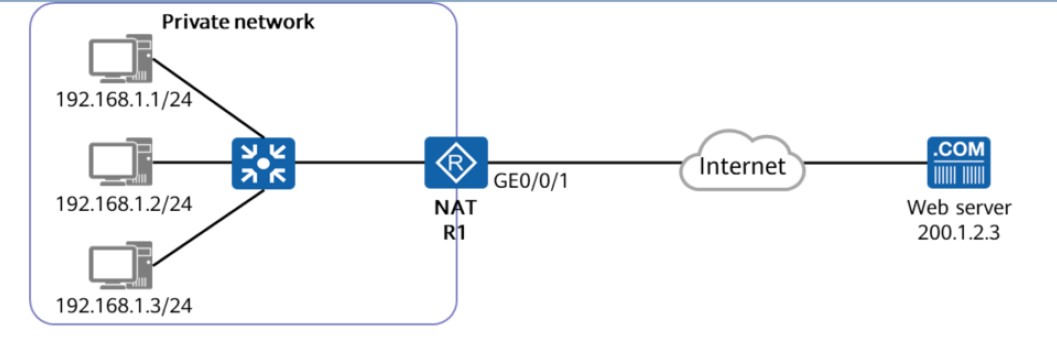 Private network
192.168.1.1/24
192.168.1.2/24
192.168.1.3/24
R
GE0/0/1
NAT
R1
Internet
.COM
Web server
200.1.2.3